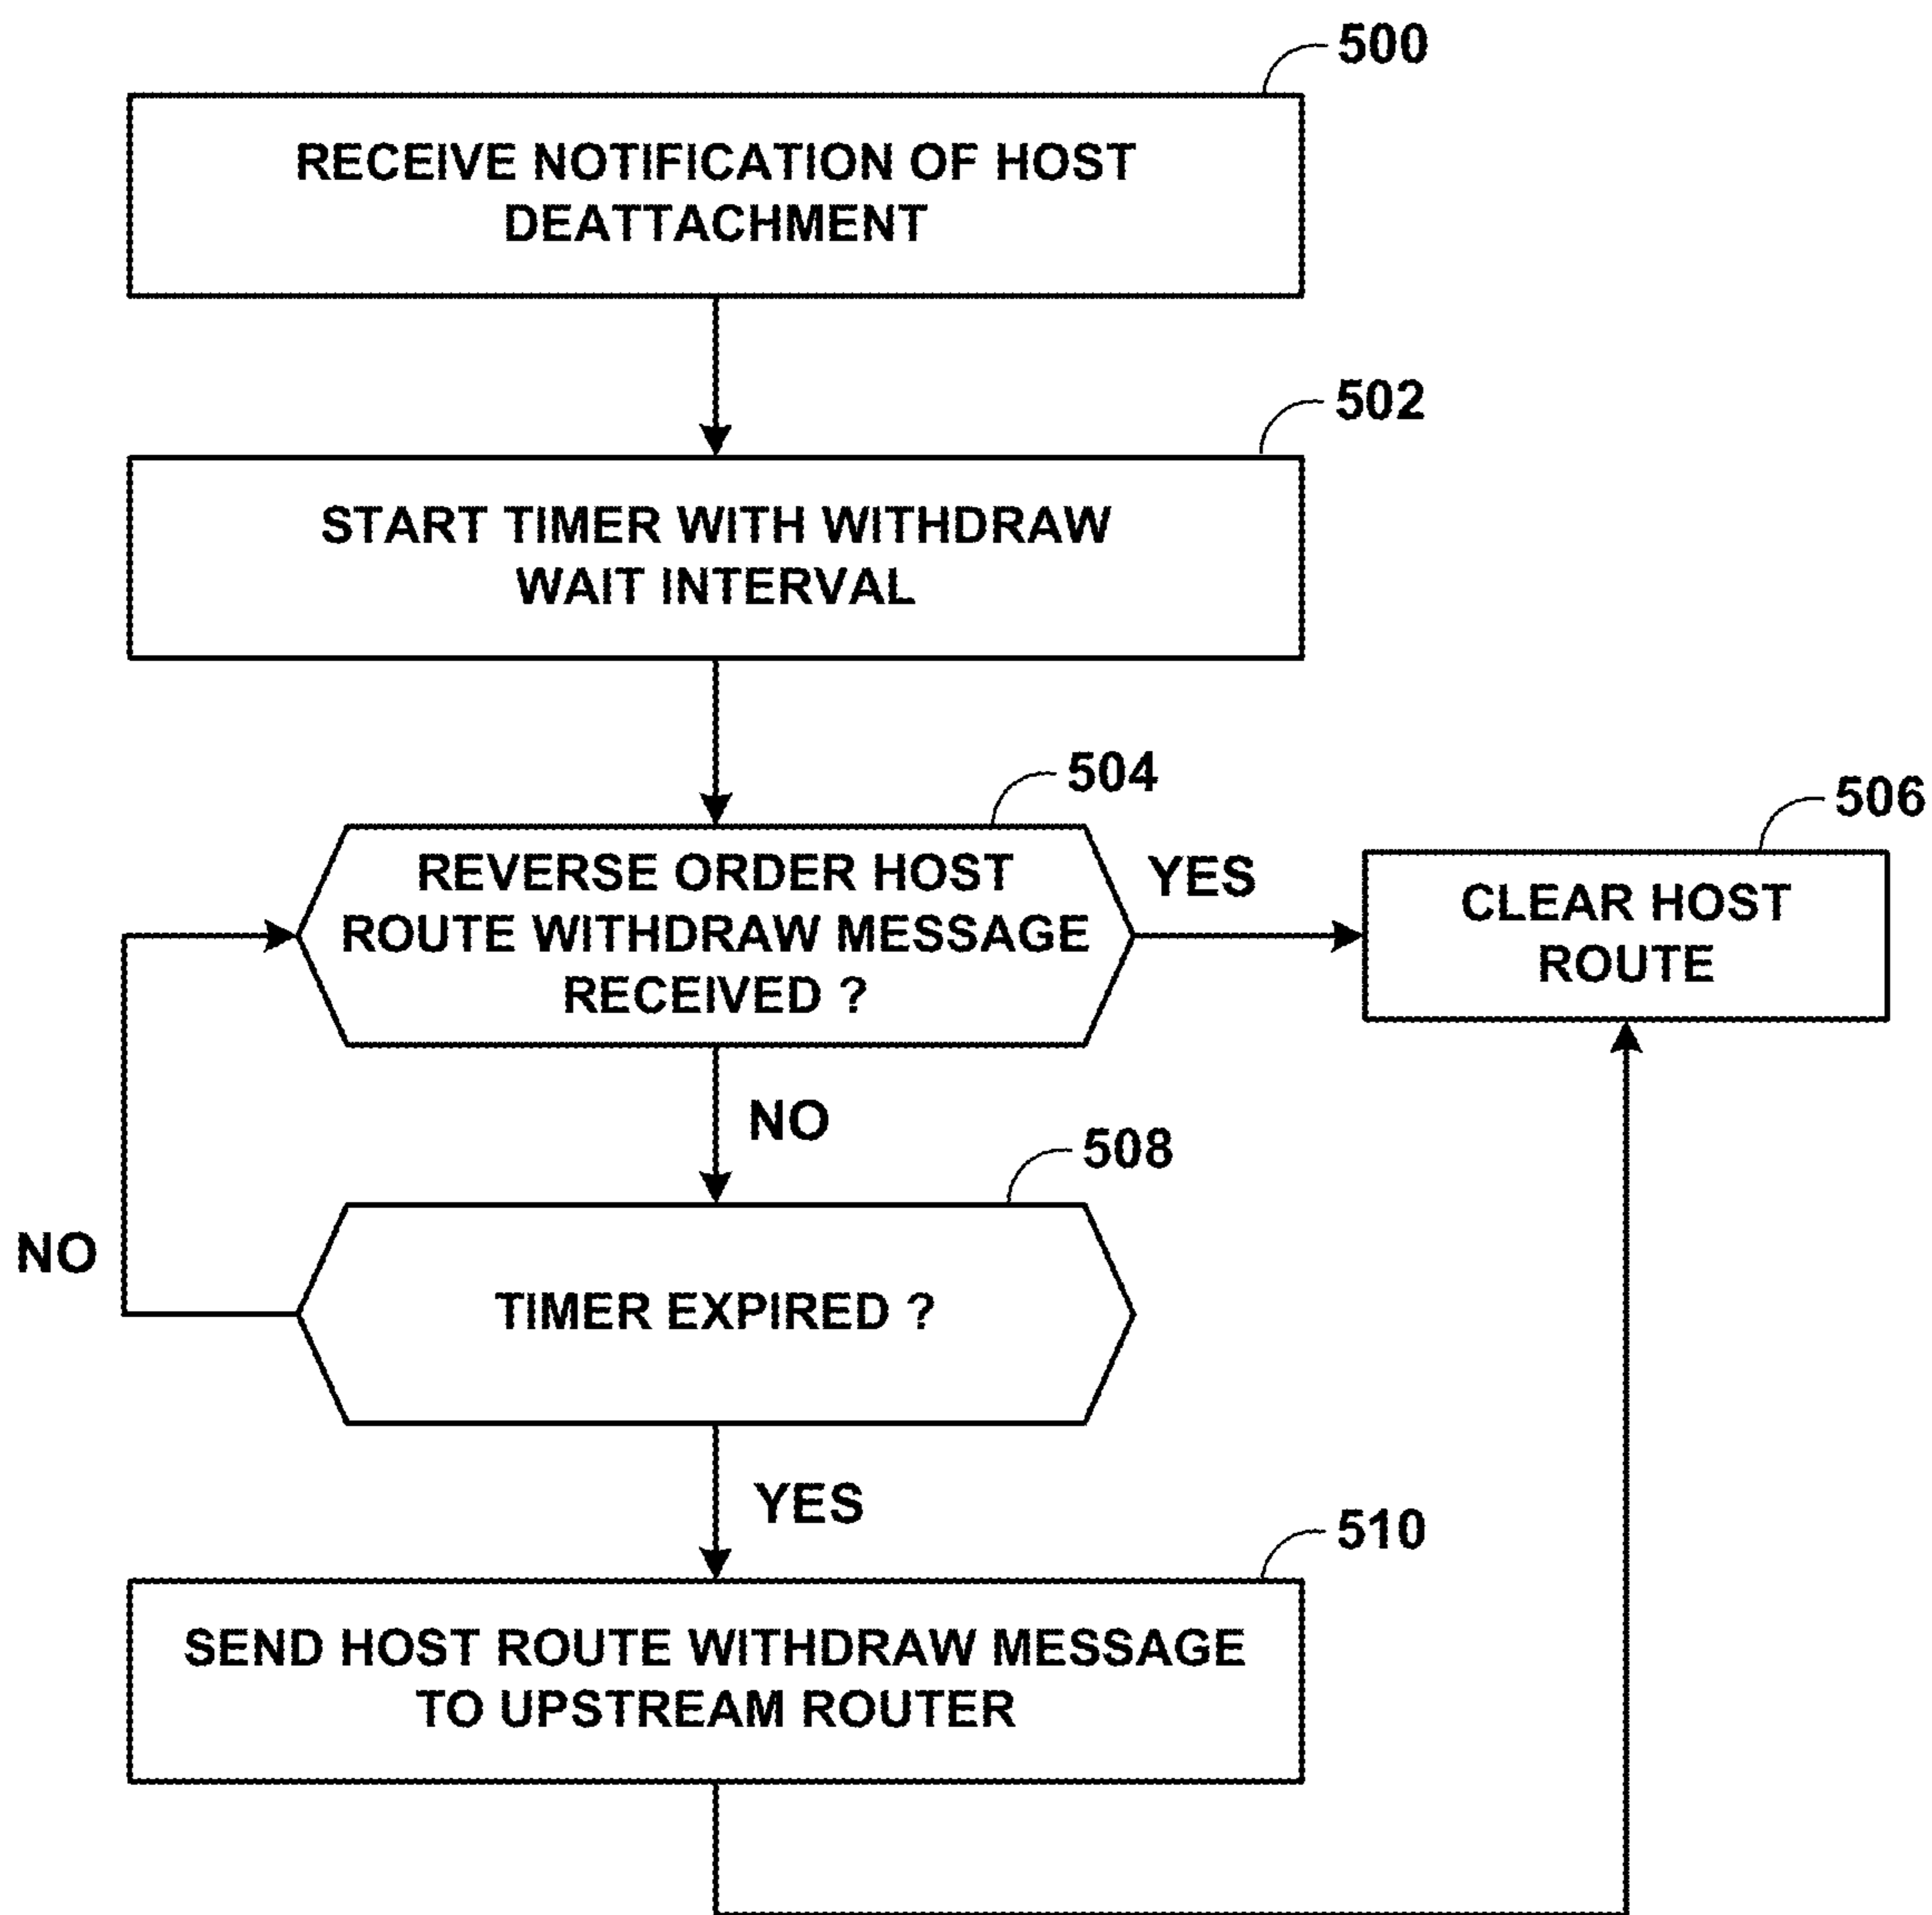 500
RECEIVE NOTIFICATION OF HOST
DEATTACHMENT
502
START TIMER WITH WITHDRAW
WAIT INTERVAL
504
REVERSE ORDER HOST
ROUTE WITHDRAW MESSAGE
RECEIVED ?
YES
506
CLEAR HOST
ROUTE
NO
508
NO
TIMER EXPIRED ?
YES
510
SEND HOST ROUTE WITHDRAW MESSAGE
TO UPSTREAM ROUTER